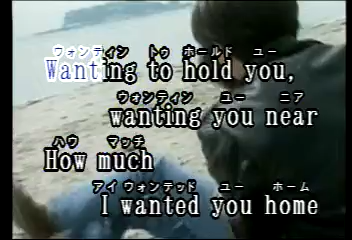 ウォンティン トゥ ホールド ユー
Wanting to hold you,
ウォンティン ユー ニア
wanting you near
ハウ マッチ
How much
アイ ウォンテッド ユー ホーム
I wanted you home